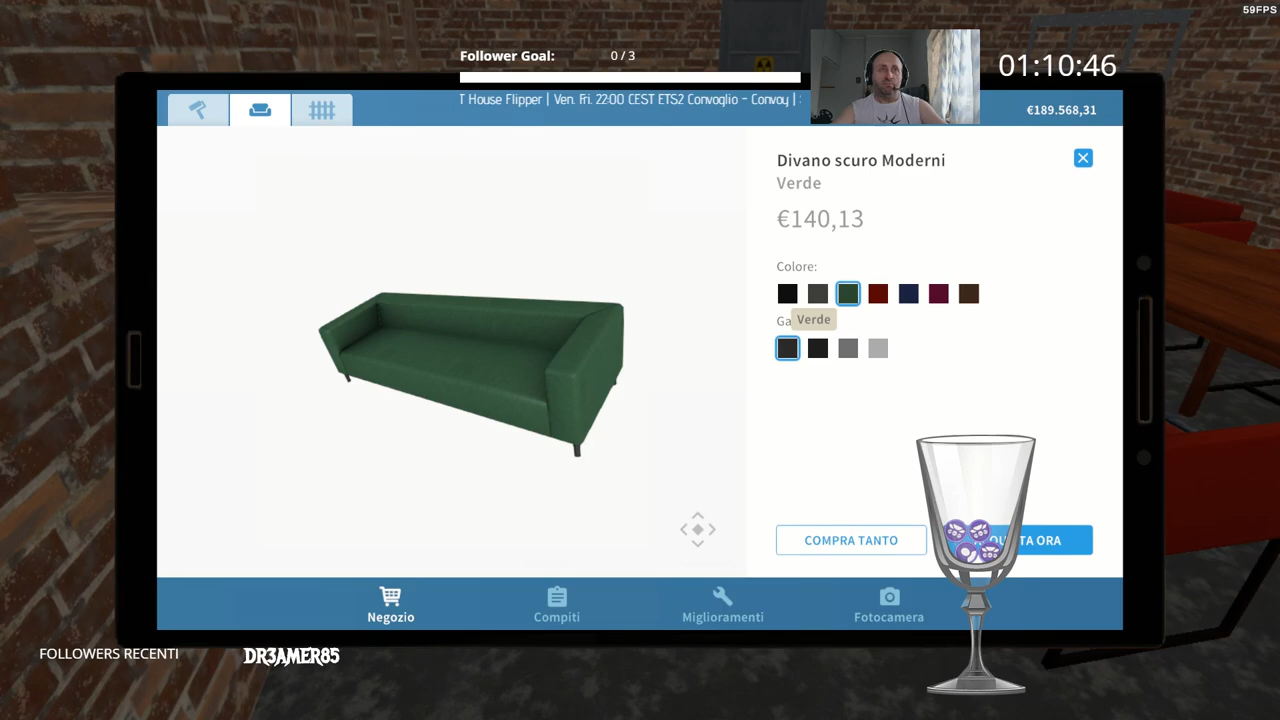 59FPS
Follower Goal: 0 / 3
01:10:46
T House Flipper | Ven. Fri. 22:00 CEST ETS2 Convoglio - Convoy |
€189.568,31
Divano scuro Moderni
Verde
€140,13
Colore:
Verde
COMPRA TANTO
Negozio
Compiti
Miglioramenti
Fotocamera
FOLLOWERS RECENTI
DR3AMER85